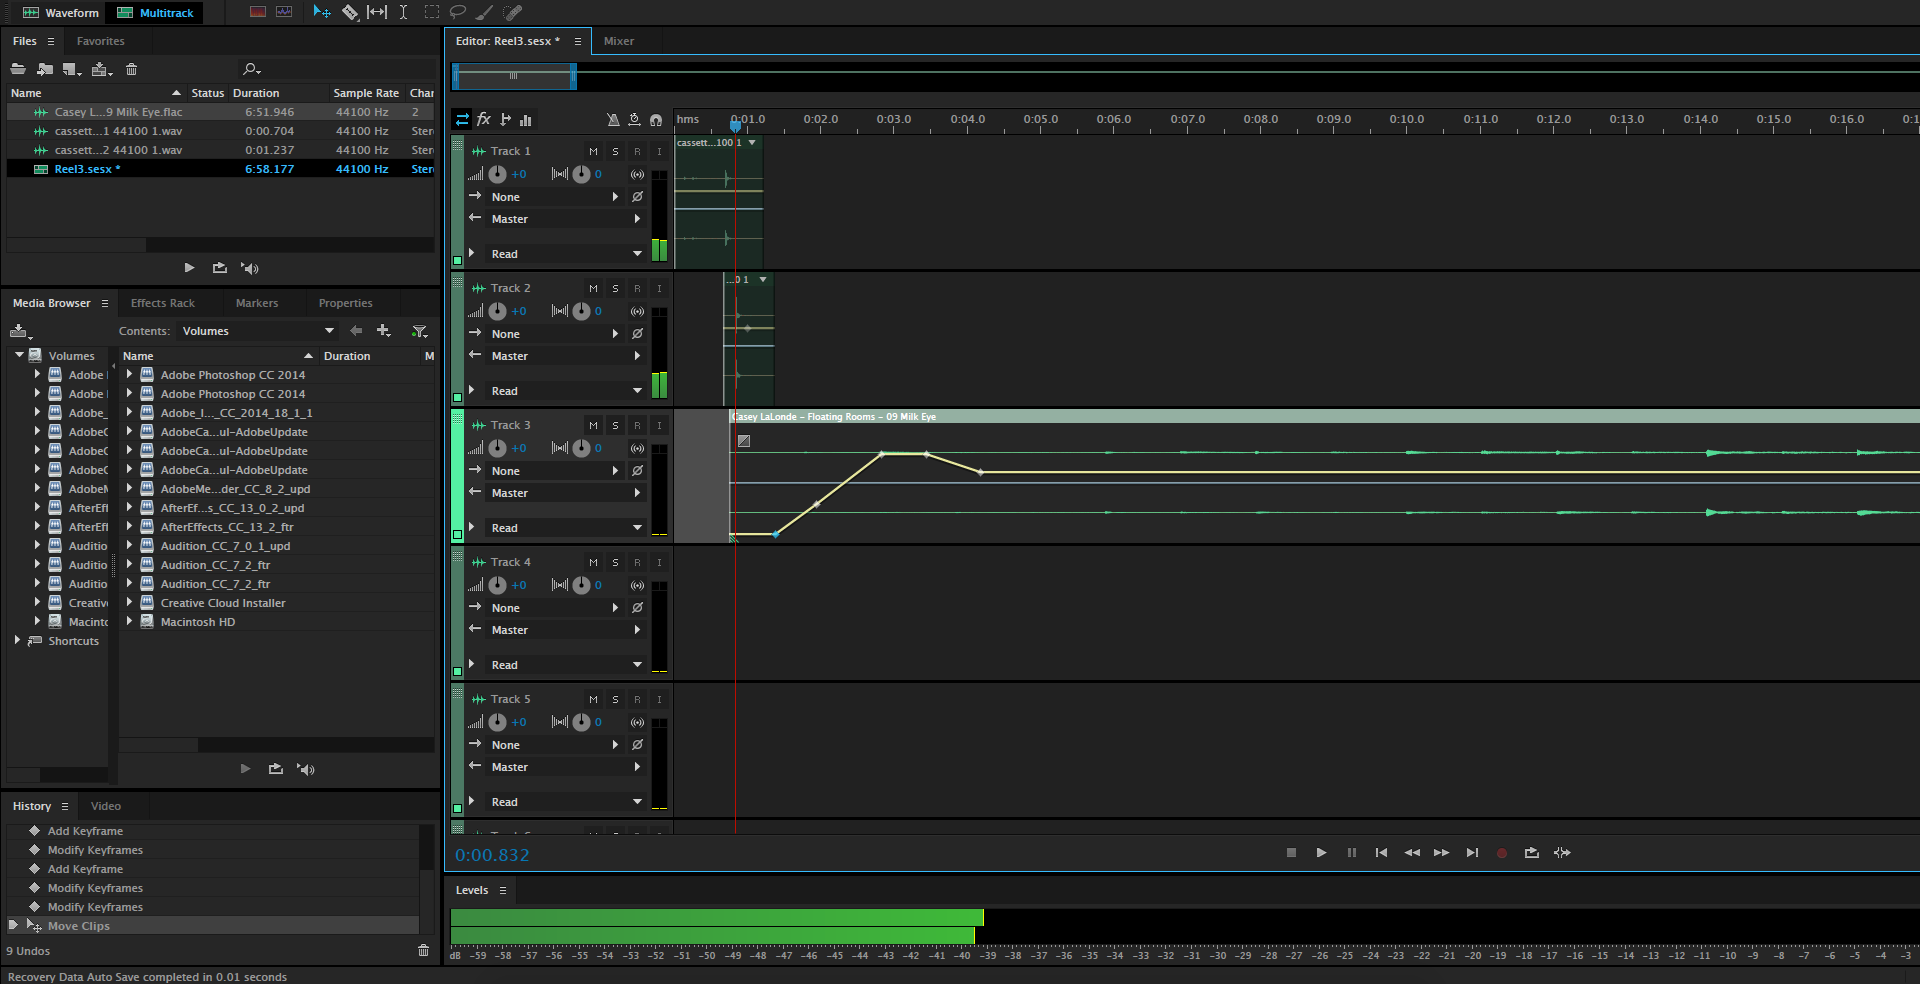 Waveform Multitrack
Files Favorites
Name Status Duration Sample Rate Char
Casey L...9 Milk Eye.flac 6:51.946 44100 Hz 2
cassett...1 44100 1.wav 0:00.704 44100 Hz Ster
cassett...2 44100 1.wav 0:01.237 44100 Hz Ster
Reel3.sesx * 6:58.177 44100 Hz Ster
Media Browser Effects Rack Markers Properties
Contents: Volumes
Volumes
Adobe
Adobe
Adobe_
AdobeC
AdobeC
AdobeC
AdobeM
AfterEff
AfterEff
Auditio
Auditio
Auditio
Creative
Macinto
Shortcuts
Name Duration M
Adobe Photoshop CC 2014
Adobe Photoshop CC 2014
Adobe_I..._CC_2014_18_1_1
AdobeCa...ul-AdobeUpdate
AdobeCa...ul-AdobeUpdate
AdobeCa...ul-AdobeUpdate
AdobeMe...der_CC_8_2_upd
AfterEf...s_CC_13_0_2_upd
AfterEffects_CC_13_2_ftr
Audition_CC_7_0_1_upd
Audition_CC_7_2_ftr
Audition_CC_7_2_ftr
Creative Cloud Installer
Macintosh HD
History Video
Add Keyframe
Modify Keyframes
Add Keyframe
Modify Keyframes
Modify Keyframes
Move Clips
9 Undos
Recovery Data Auto Save completed in 0.01 seconds
Editor: Reel3.sesx * Mixer
fx
hms 0:01.0 0:02.0 0:03.0 0:04.0 0:05.0 0:06.0 0:07.0 0:08.0 0:09.0 0:10.0 0:11.0 0:12.0 0:13.0 0:14.0 0:15.0 0:16.0 0:1
Track 1 M S R I
+0 0
None
Master
Read
cassett...100 1
Track 2 M S R I
+0 0
None
Master
Read
...0 1
Track 3 M S R I
+0 0
None
Master
Read
Casey LaLonde - Floating Rooms - 09 Milk Eye
Track 4 M S R I
+0 0
None
Master
Read
Track 5 M S R I
+0 0
None
Master
Read
0:00.832
Levels
dB -59 -58 -57 -56 -55 -54 -53 -52 -51 -50 -49 -48 -47 -46 -45 -44 -43 -42 -41 -40 -39 -38 -37 -36 -35 -34 -33 -32 -31 -30 -29 -28 -27 -26 -25 -24 -23 -22 -21 -20 -19 -18 -17 -16 -15 -14 -13 -12 -11 -10 -9 -8 -7 -6 -5 -4 -3